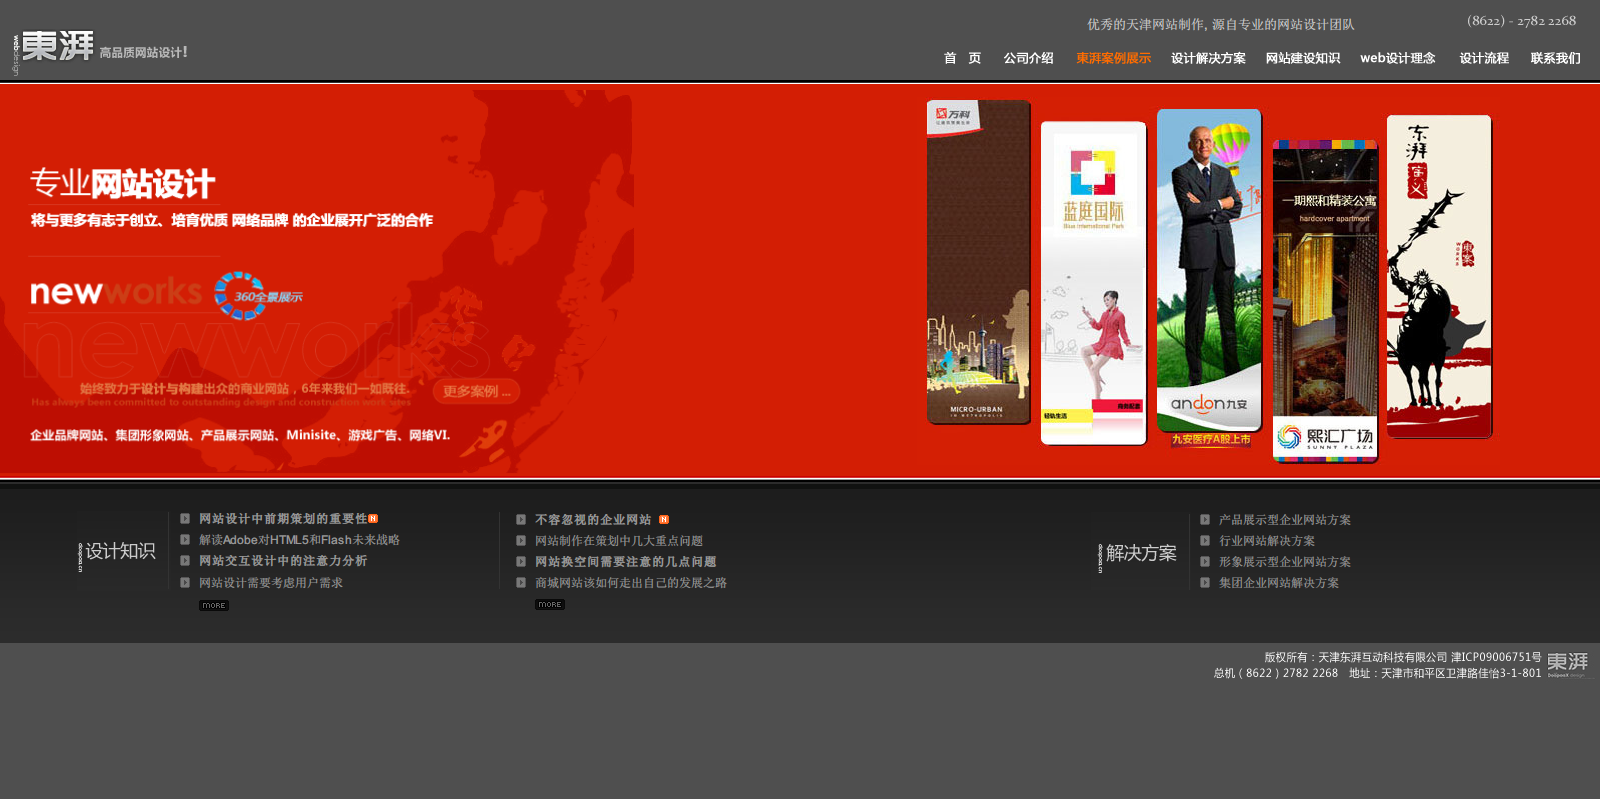 优秀的天津网站制作, 源自专业的网站设计团队
(8622) - 2782 2268
web design
東湃 高品质网站设计!
首 页 公司介绍 東湃案例展示 设计解决方案 网站建设知识 web设计理念 设计流程 联系我们
专业网站设计
将与更多有志于创立、培育优质 网络品牌 的企业展开广泛的合作
newworks 360全景展示
newworks
始终致力于设计与构建出众的商业网站，6年来我们一如既往.
更多案例 ...
Has always been committed to outstanding design and construction work sites
企业品牌网站、集团形象网站、产品展示网站、Minisite、游戏广告、网络VI.
万科
MICRO-URBAN
IN METROPOLIS
蓝庭国际
Blue International Park
商务配套
轻轨生活
andon九安
九安医疗A股上市
一期熙和精装公寓
hardcover apartment
熙汇广场
SUNNY PLAZA
东湃
设计知识
网站设计中前期策划的重要性 N
解读Adobe对HTML5和Flash未来战略
网站交互设计中的注意力分析
网站设计需要考虑用户需求
MORE
不容忽视的企业网站 N
网站制作在策划中几大重点问题
网站换空间需要注意的几点问题
商城网站该如何走出自己的发展之路
MORE
解决方案
产品展示型企业网站方案
行业网站解决方案
形象展示型企业网站方案
集团企业网站解决方案
版权所有：天津东湃互动科技有限公司 津ICP09006751号
总机（8622）2782 2268 地址：天津市和平区卫津路佳怡3-1-801
東湃